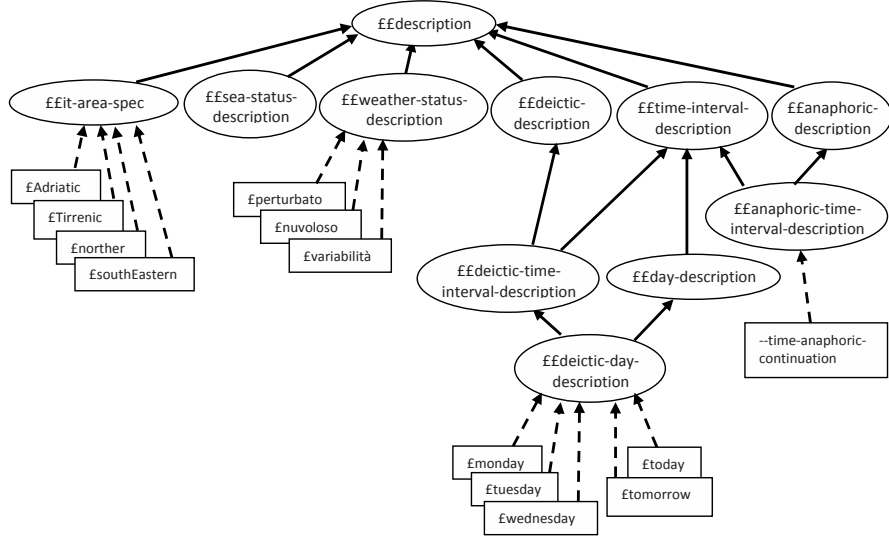 ££description
££it-area-spec
££sea-status-
description
££weather-status-
description
££deictic-
description
££time-interval-
description
££anaphoric-
description
£Adriatic
£Tirrenic
£norther
£southEastern
£perturbato
£nuvoloso
£variabilità
££anaphoric-time-
interval-description
££deictic-time-
interval-description
££day-description
--time-anaphoric-
continuation
££deictic-day-
description
£monday
£tuesday
£wednesday
£today
£tomorrow